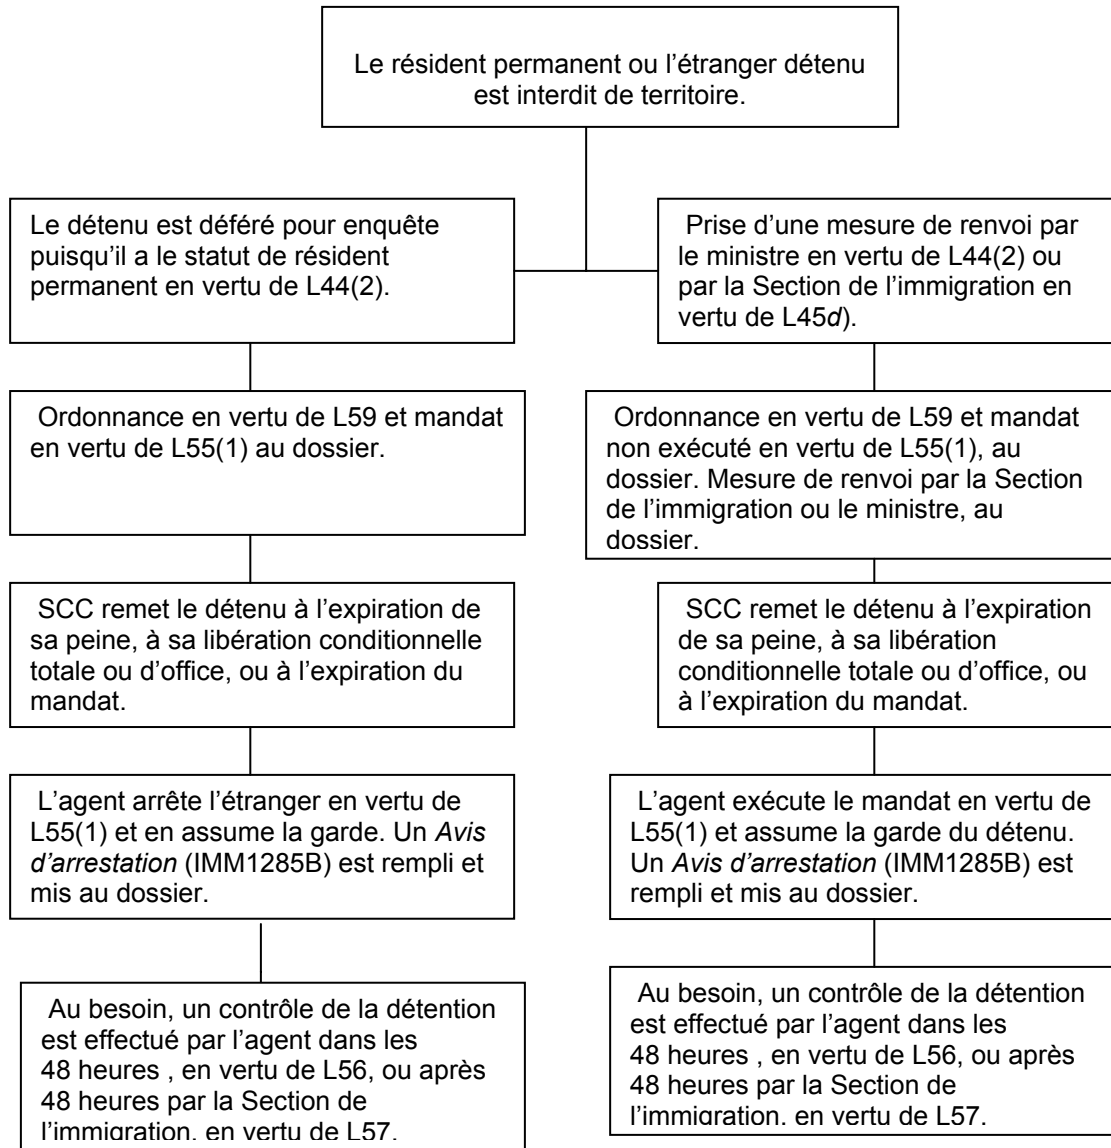 Le résident permanent ou l’étranger détenu
est interdit de territoire.
Le détenu est déféré pour enquête
puisqu’il a le statut de résident
permanent en vertu de L44(2).
Prise d’une mesure de renvoi par
le ministre en vertu de L44(2) ou
par la Section de l’immigration en
vertu de L45d).
Ordonnance en vertu de L59 et mandat
en vertu de L55(1) au dossier.
Ordonnance en vertu de L59 et mandat
non exécuté en vertu de L55(1), au
dossier. Mesure de renvoi par la Section
de l’immigration ou le ministre, au
dossier.
SCC remet le détenu à l’expiration de
sa peine, à sa libération conditionnelle
totale ou d’office, ou à l’expiration du
mandat.
SCC remet le détenu à l’expiration
de sa peine, à sa libération
conditionnelle totale ou d’office, ou
à l’expiration du mandat.
L’agent arrête l’étranger en vertu de
L55(1) et en assume la garde. Un Avis
d’arrestation (IMM1285B) est rempli et
mis au dossier.
L’agent exécute le mandat en vertu de
L55(1) et assume la garde du détenu.
Un Avis d’arrestation (IMM1285B) est
rempli et mis au dossier.
Au besoin, un contrôle de la détention
est effectué par l’agent dans les
48 heures , en vertu de L56, ou après
48 heures par la Section de
l’immigration, en vertu de L57.
Au besoin, un contrôle de la détention
est effectué par l’agent dans les
48 heures , en vertu de L56, ou après
48 heures par la Section de
l’immigration, en vertu de L57.